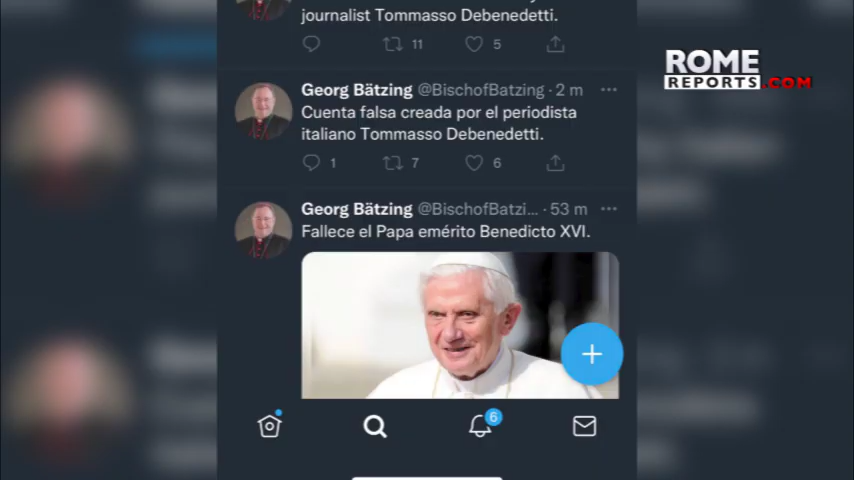 journalist Tommasso Debenedetti.
11 5
ROME
REPORTS.COM
Georg Bätzing @BischofBatzing · 2 m
Cuenta falsa creada por el periodista
italiano Tommasso Debenedetti.
1 7 6
Georg Bätzing @BischofBatzi... · 53 m
Fallece el Papa emérito Benedicto XVI.
6